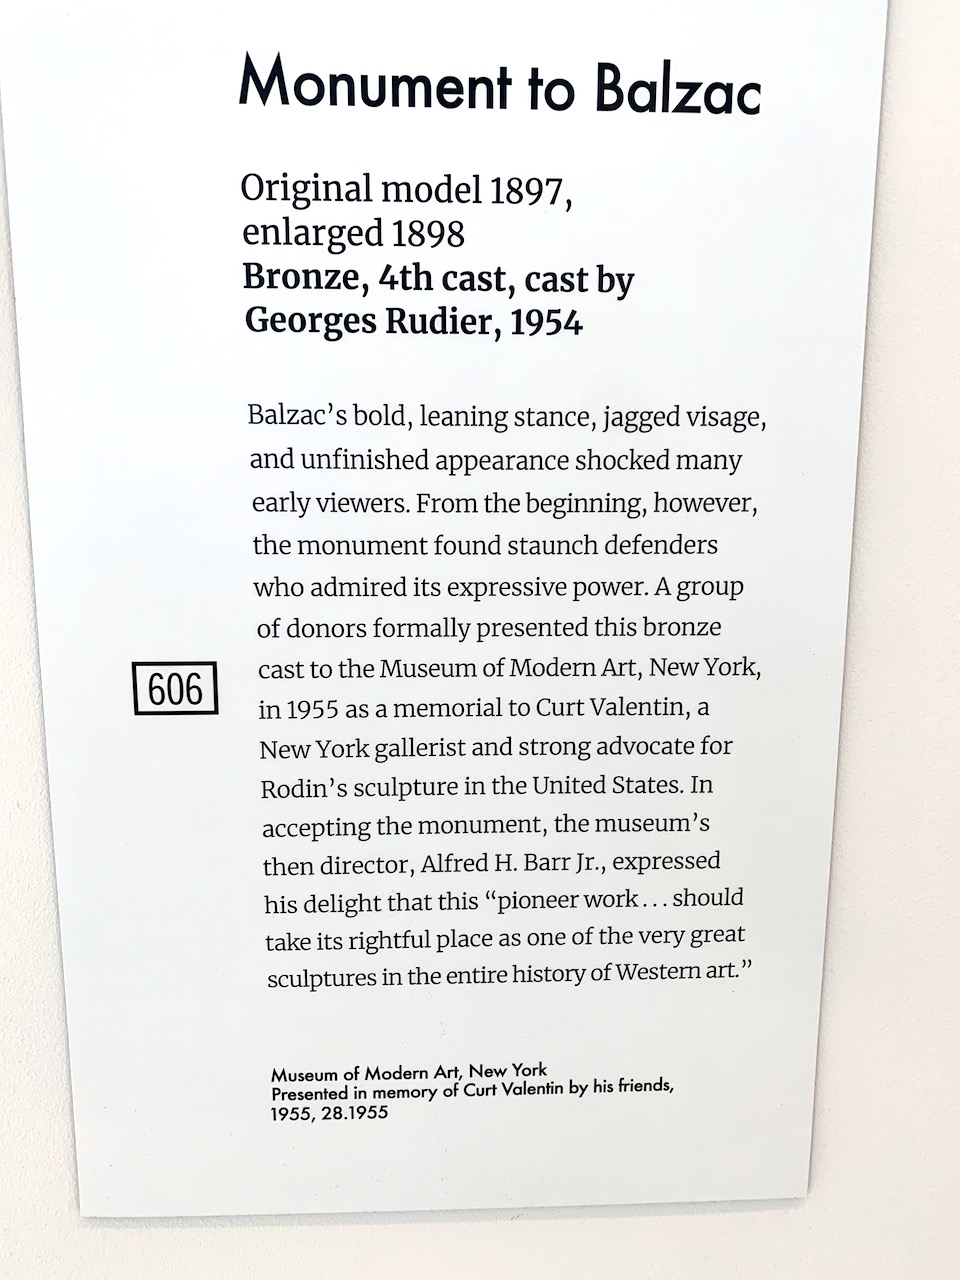 Monument to Balzac
Original model 1897,
enlarged 1898
Bronze, 4th cast, cast by
Georges Rudier, 1954
Balzac’s bold, leaning stance, jagged visage,
and unfinished appearance shocked many
early viewers. From the beginning, however,
the monument found staunch defenders
who admired its expressive power. A group
of donors formally presented this bronze
cast to the Museum of Modern Art, New York,
606
in 1955 as a memorial to Curt Valentin, a
New York gallerist and strong advocate for
Rodin’s sculpture in the United States. In
accepting the monument, the museum’s
then director, Alfred H. Barr Jr., expressed
his delight that this “pioneer work . . . should
take its rightful place as one of the very great
sculptures in the entire history of Western art.”
Museum of Modern Art, New York
Presented in memory of Curt Valentin by his friends,
1955, 28.1955